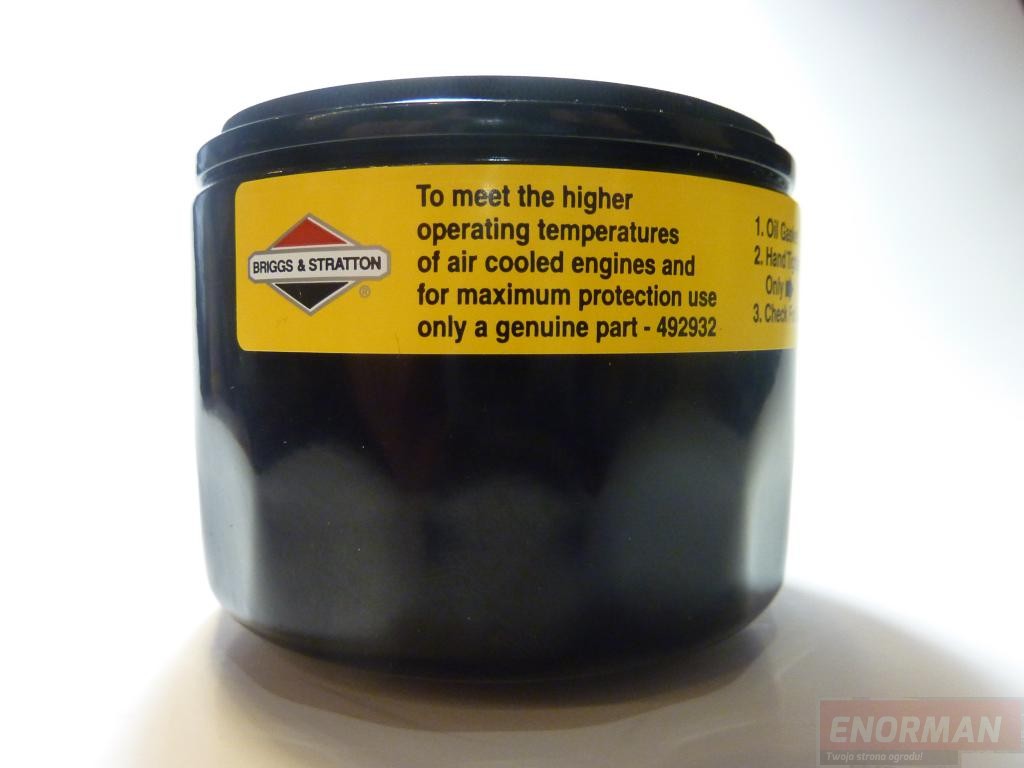 BRIGGS & STRATTON
®
To meet the higher
operating temperatures
of air cooled engines and
for maximum protection use
only a genuine part - 492932
1. Oil
2. Hand
Only
3. Check
ENORMAN
Twoja strona ogrodu!